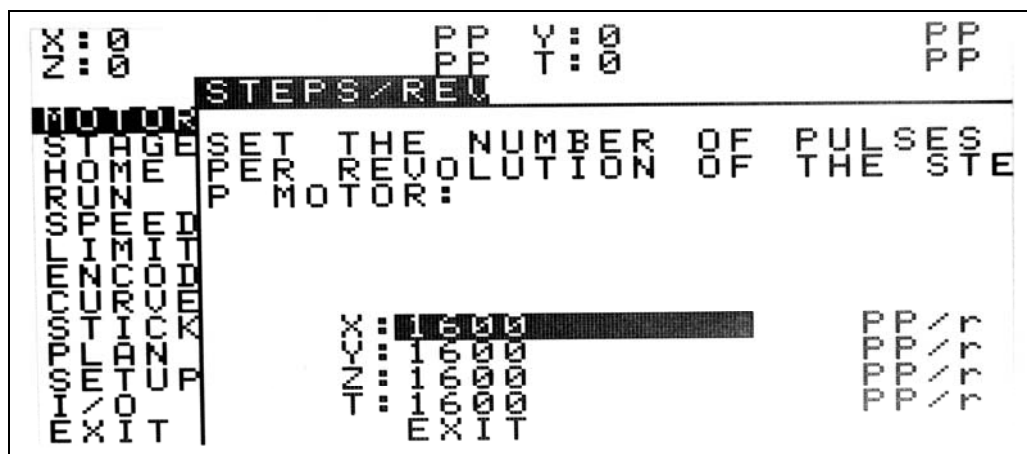 X:0 PP Y:0 PP
Z:0 PP T:0 PP
STEPS/REV
MOTOR
STAGE
HOME
RUN
SPEED
LIMIT
ENCOD
CURVE
STICK
PLAN
SETUP
I/O
EXIT
SET THE NUMBER OF PULSES
PER REVOLUTION OF THE STE
P MOTOR:
X:1600 PP/r
Y:1600 PP/r
Z:1600 PP/r
T:1600 PP/r
EXIT